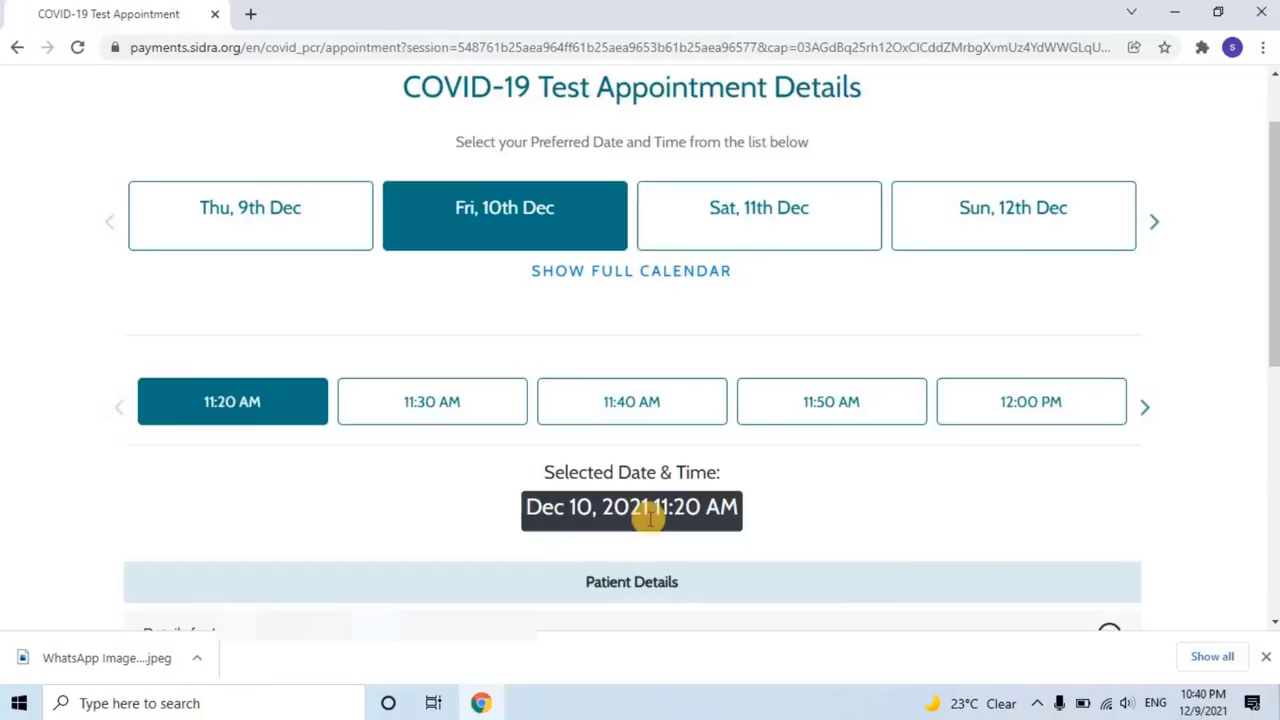 COVID-19 Test Appointment
payments.sidra.org/en/covid_pcr/appointment?session=548761b25aea964ff61b25aea9653b61b25aea96577&cap=03AGdBq25rh12OxCICddZMrbgXvmUz4YdWWGLqU...
S
COVID-19 Test Appointment Details
Select your Preferred Date and Time from the list below
Thu, 9th Dec
Fri, 10th Dec
Sat, 11th Dec
Sun, 12th Dec
SHOW FULL CALENDAR
11:20 AM
11:30 AM
11:40 AM
11:50 AM
12:00 PM
Selected Date & Time:
Dec 10, 2021 11:20 AM
Patient Details
WhatsApp Image....jpeg
Show all
Type here to search
23°C Clear
ENG
10:40 PM
12/9/2021